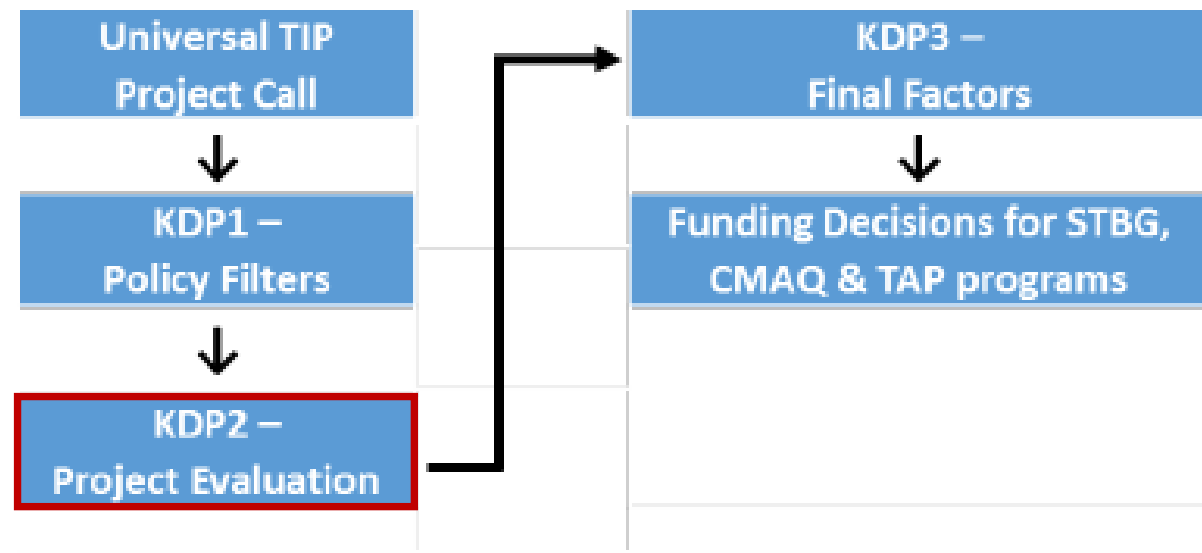 Universal TIP
Project Call
KDP1 –
Policy Filters
KDP2 –
Project Evaluation
KDP3 –
Final Factors
Funding Decisions for STBG,
CMAQ & TAP programs